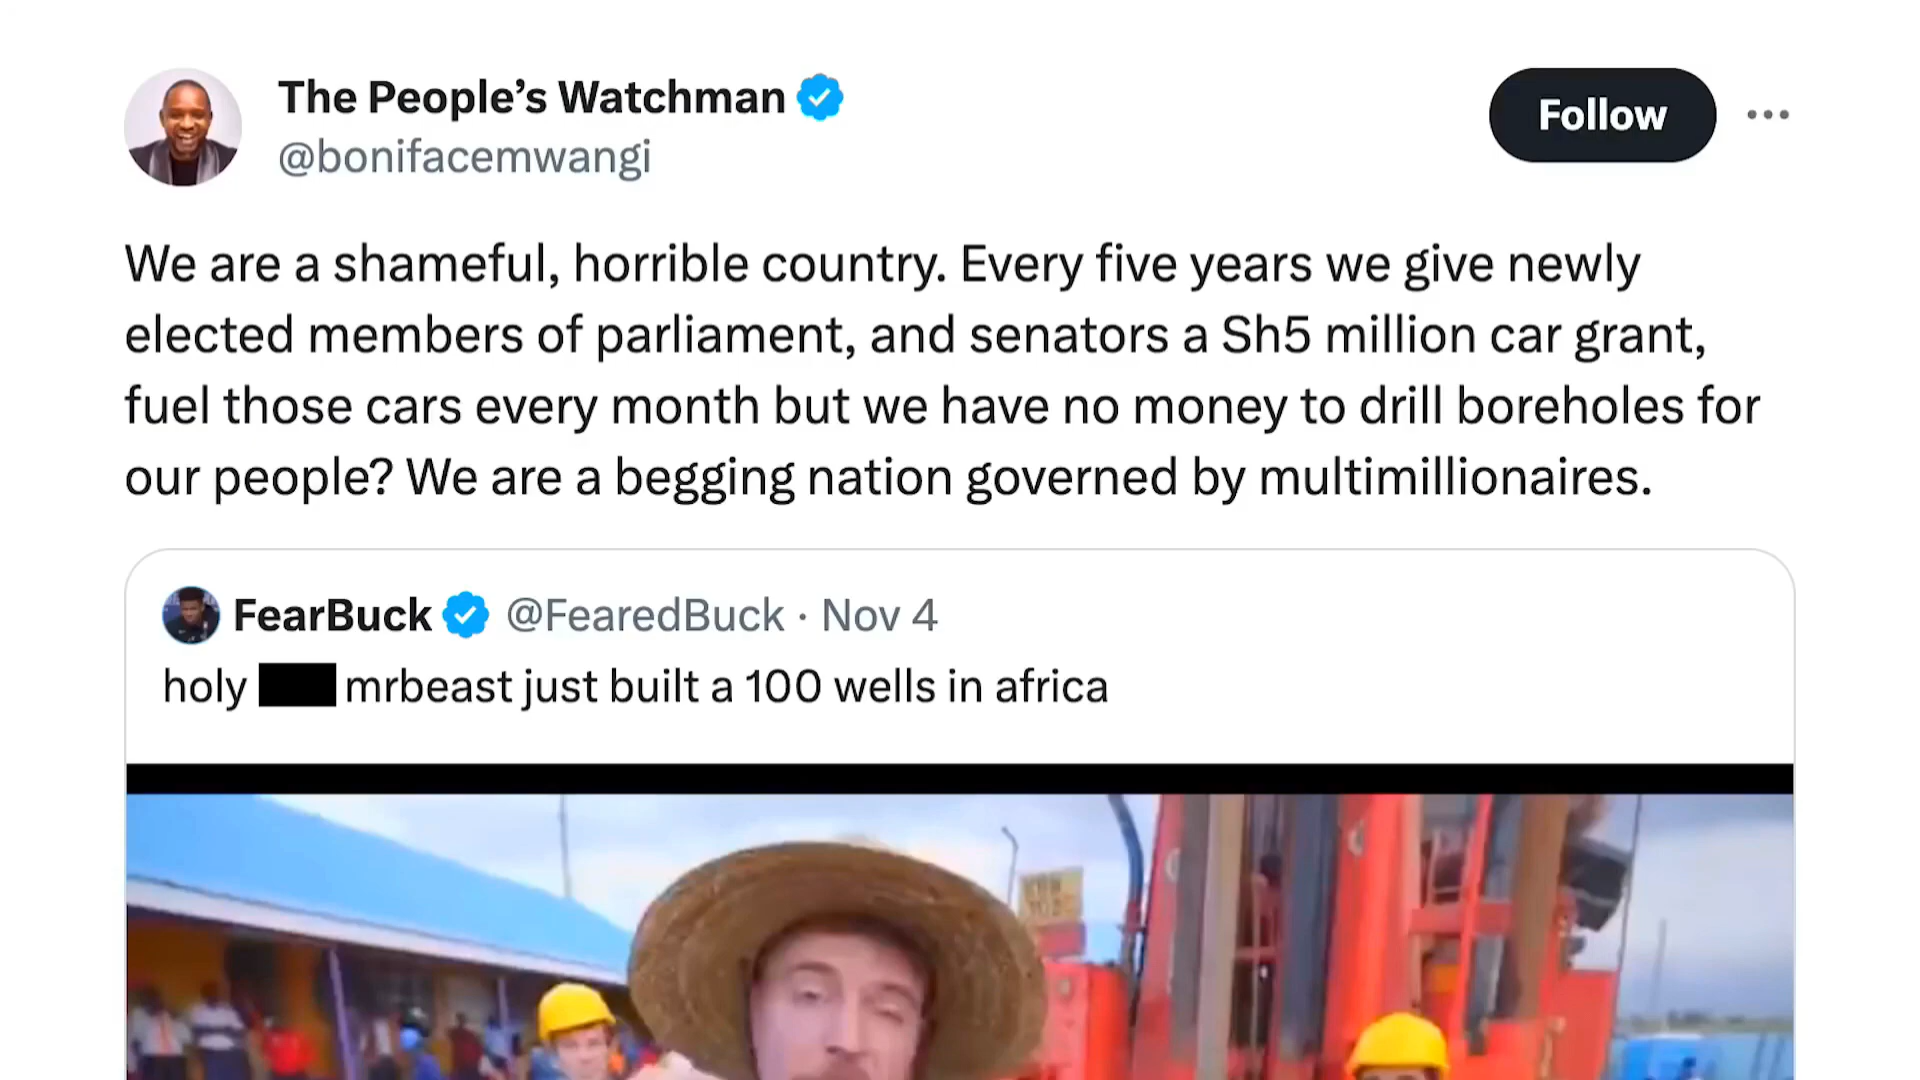 The People’s Watchman
Follow
@bonifacemwangi
We are a shameful, horrible country. Every five years we give newly
elected members of parliament, and senators a Sh5 million car grant,
fuel those cars every month but we have no money to drill boreholes for
our people? We are a begging nation governed by multimillionaires.
FearBuck @FearedBuck · Nov 4
holy mrbeast just built a 100 wells in africa